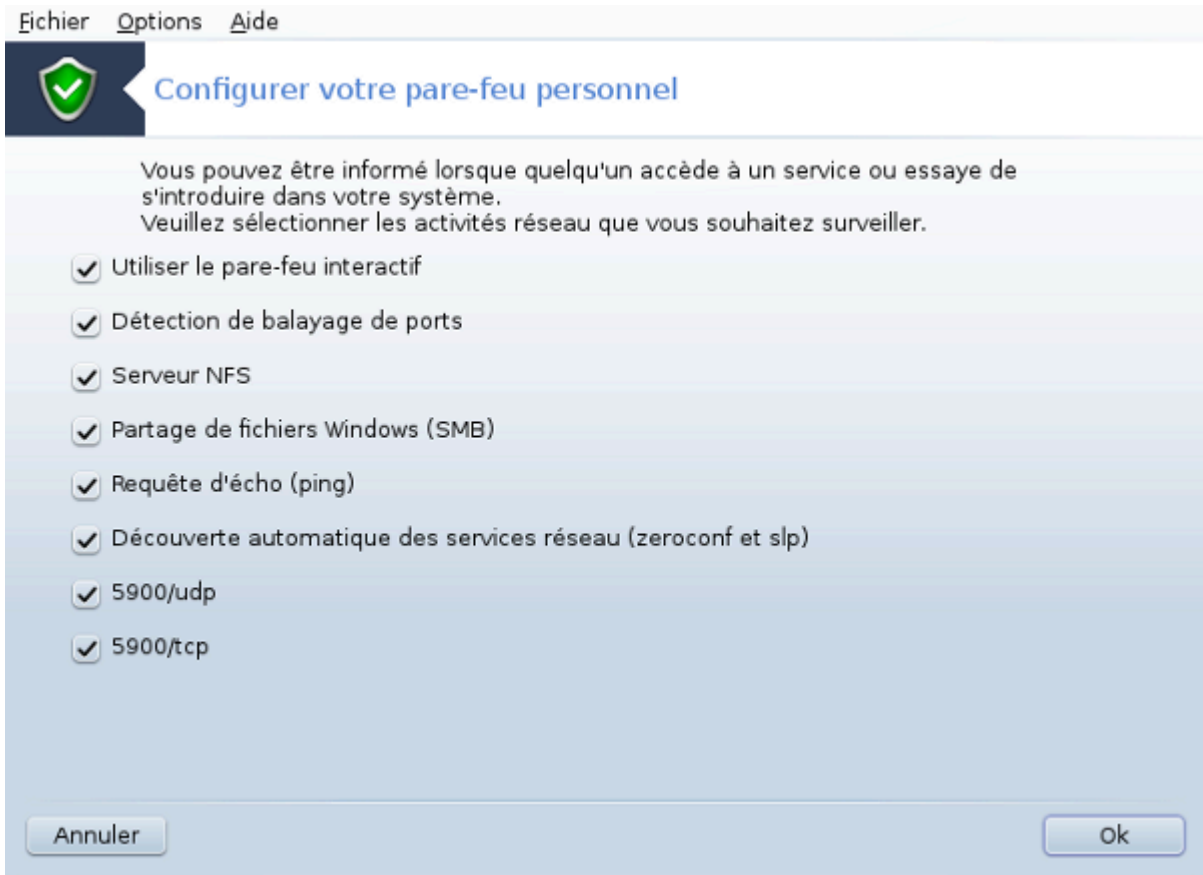 Fichier Options Aide
Configurer votre pare-feu personnel
Vous pouvez être informé lorsque quelqu'un accède à un service ou essaye de
s'introduire dans votre système.
Veuillez sélectionner les activités réseau que vous souhaitez surveiller.
Utiliser le pare-feu interactif
Détection de balayage de ports
Serveur NFS
Partage de fichiers Windows (SMB)
Requête d'écho (ping)
Découverte automatique des services réseau (zeroconf et slp)
5900/udp
5900/tcp
Annuler Ok